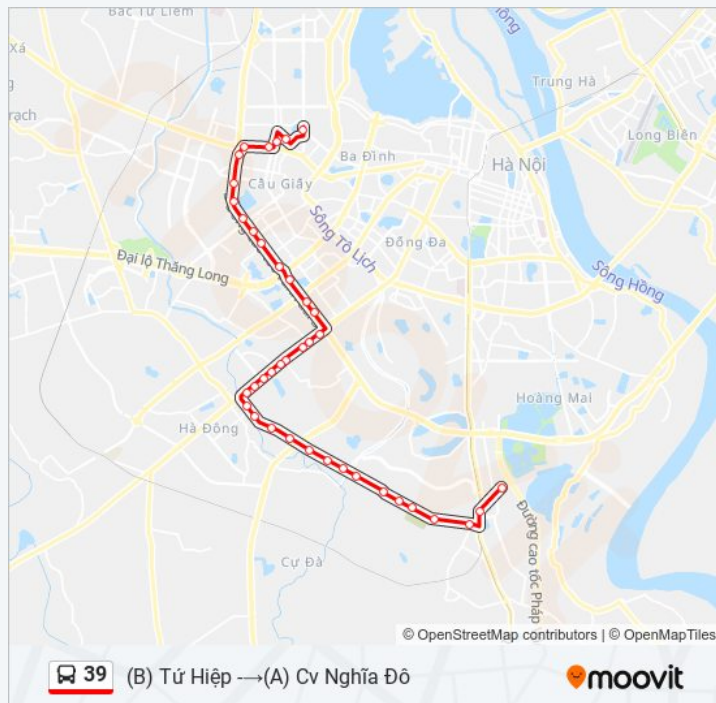 Bắc Từ Liêm
Hồng
Xá
Trung Hà
rạch
Long Biên
Ba Đình
Hà Nội
Cầu Giấy
Sông Tô Lịch
Đống Đa
Đại lộ Thăng Long
Sông Hồng
Hoàng Mai
Hà Đông
Đường cao tốc Pháp
Cự Đà
© OpenStreetMap contributors | © OpenMapTiles
39 (B) Tứ Hiệp -→(A) Cv Nghĩa Đô
moovit